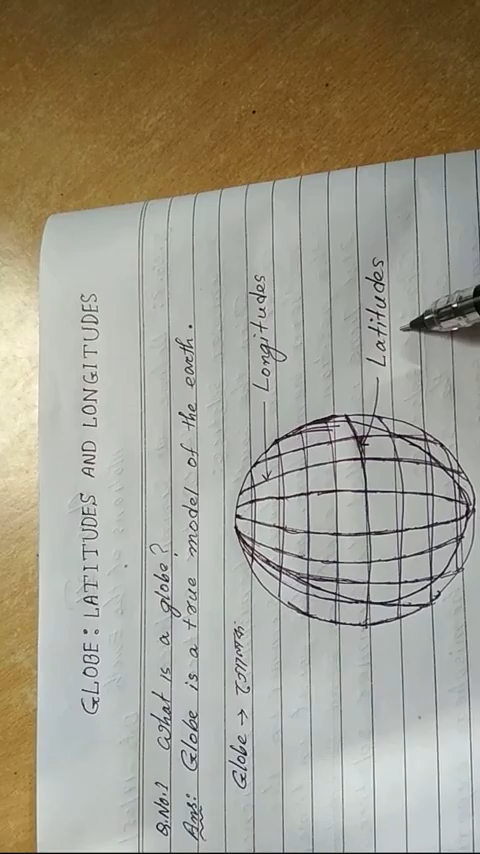 GLOBE: LATITUDES AND LONGITUDES
Q.No.1 What is a globe?
Ans: Globe is a true model of the earth.
Longitudes
Globe → গোলক
Latitudes